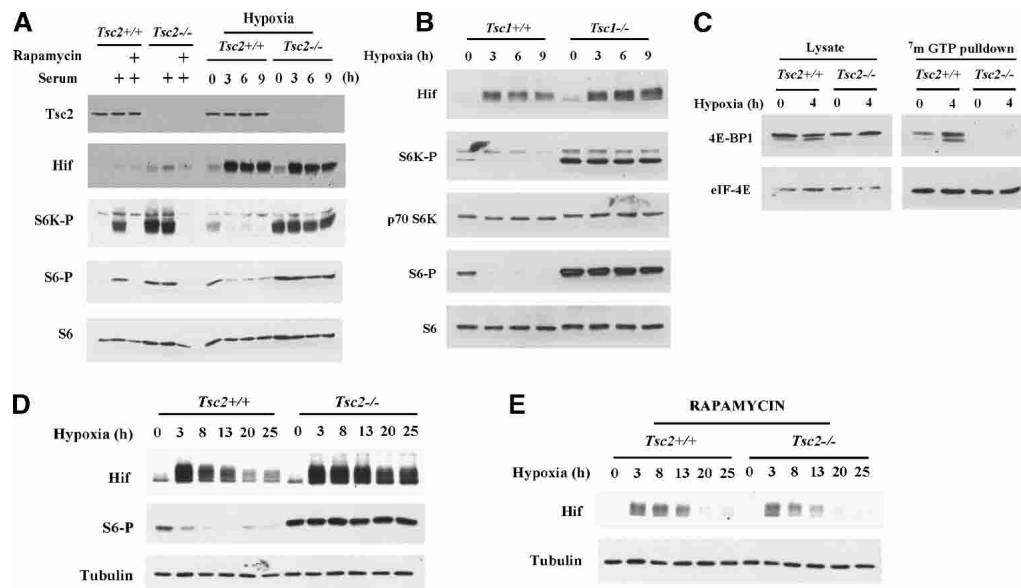 A
Hypoxia
Tsc2+/+ Tsc2-/- Tsc2+/+ Tsc2-/-
Rapamycin + +
Serum + + + + 0 3 6 9 0 3 6 9 (h)
Tsc2
Hif
S6K-P
S6-P
S6
B
Tsc1+/+ Tsc1-/-
Hypoxia (h) 0 3 6 9 0 3 6 9
Hif
S6K-P
p70 S6K
S6-P
S6
C
Lysate 7m GTP pulldown
Tsc2+/+ Tsc2-/- Tsc2+/+ Tsc2-/-
Hypoxia (h) 0 4 0 4 0 4 0 4
4E-BP1
eIF-4E
D
Tsc2+/+ Tsc2-/-
Hypoxia (h) 0 3 8 13 20 25 0 3 8 13 20 25
Hif
S6-P
Tubulin
E
RAPAMYCIN
Tsc2+/+ Tsc2-/-
Hypoxia (h) 0 3 8 13 20 25 0 3 8 13 20 25
Hif
Tubulin